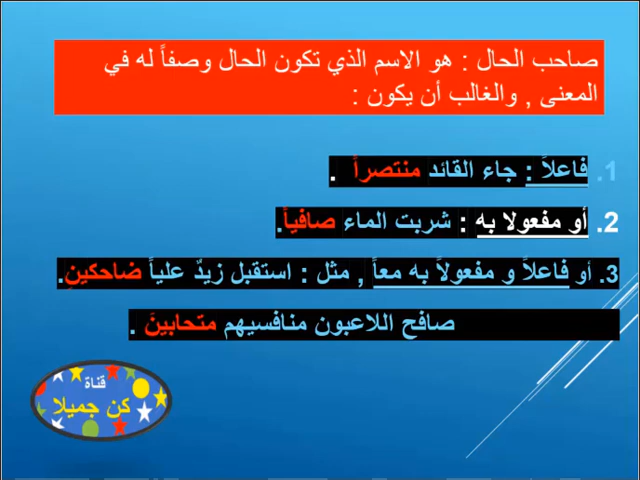 صاحب الحال : هو الاسم الذي تكون الحال وصفاً له في
المعنى , والغالب أن يكون :
1. فاعلاً : جاء القائد منتصراً .
2. أو مفعولا به : شربت الماء صافياً.
3. أو فاعلاً و مفعولاً به معاً , مثل : استقبل زيدٌ علياً ضاحكينِ.
صافح اللاعبون منافسيهم متحابينَ .
قناة
كن جميلا